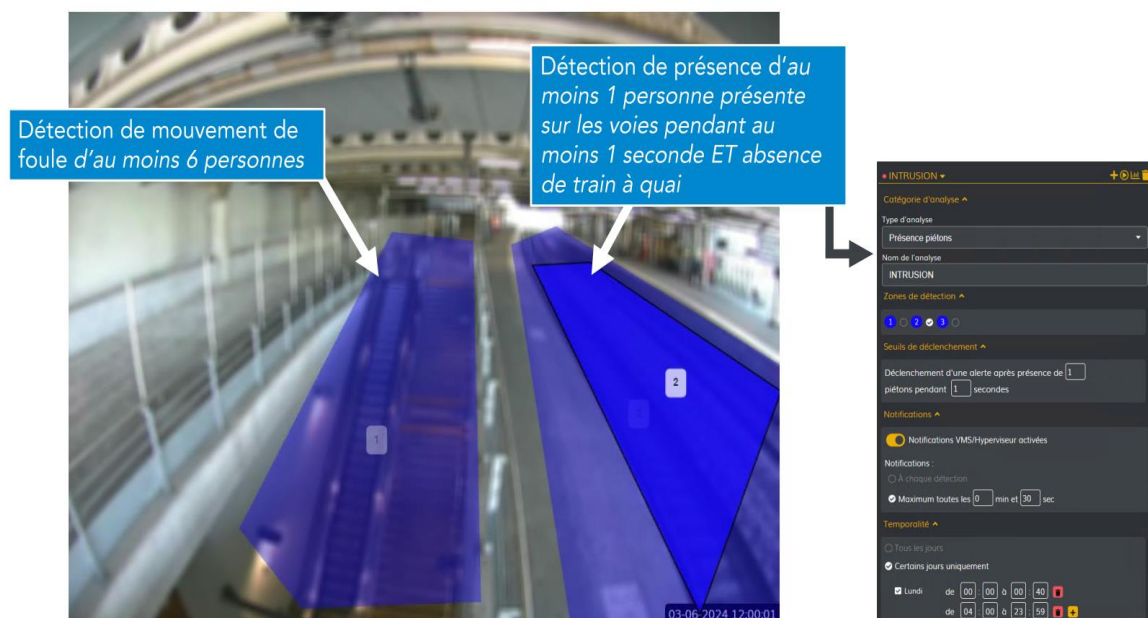 Détection de mouvement de
foule d'au moins 6 personnes
Détection de présence d'au
moins 1 personne présente
sur les voies pendant au
moins 1 seconde ET absence
de train à quai
1
2
3
03-06-2024 12:00:01
INTRUSION
Catégorie d'analyse
Type d'analyse
Présence piétons
Nom de l'analyse
INTRUSION
Zones de détection
1 2 3
Seuils de déclenchement
Déclenchement d'une alerte après présence de 1
piétons pendant 1 secondes
Notifications
Notifications VMS/Hyperviseur activées
Notifications :
À chaque détection
Maximum toutes les 0 min et 30 sec
Temporalité
Tous les jours
Certains jours uniquement
Lundi de 00 : 00 à 00 : 40
de 04 : 00 à 23 : 59